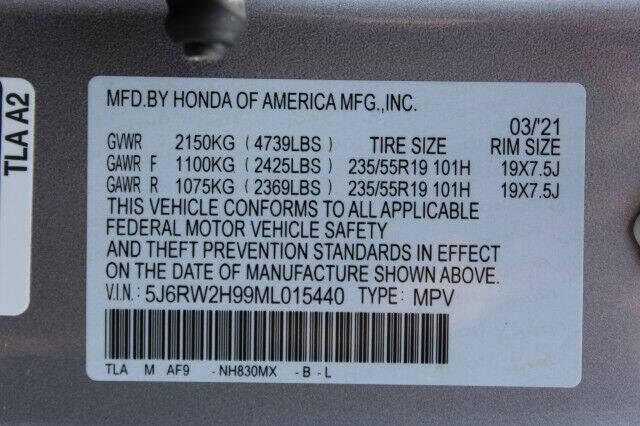 MFD.BY HONDA OF AMERICA MFG.,INC.
03/'21
GVWR 2150KG (4739LBS) TIRE SIZE RIM SIZE
GAWR F 1100KG (2425LBS) 235/55R19 101H 19X7.5J
GAWR R 1075KG (2369LBS) 235/55R19 101H 19X7.5J
THIS VEHICLE CONFORMS TO ALL APPLICABLE
FEDERAL MOTOR VEHICLE SAFETY
AND THEFT PREVENTION STANDARDS IN EFFECT
ON THE DATE OF MANUFACTURE SHOWN ABOVE.
V.I.N.: 5J6RW2H99ML015440 TYPE: MPV
TLA M AF9 -NH830MX -B-L
TLA A2